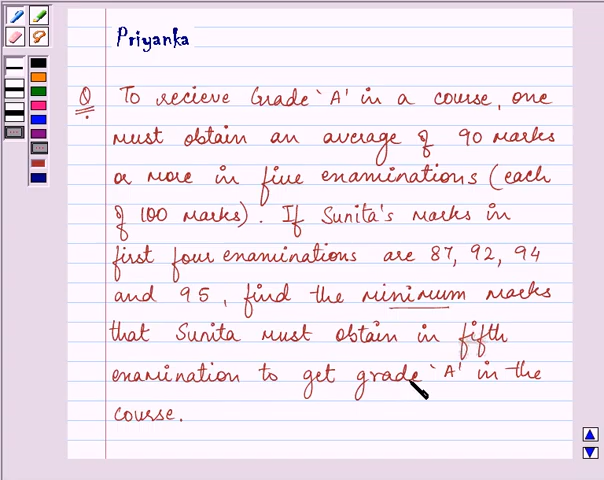 Priyanka
Q To recieve Grade 'A' in a course, one
must obtain an average of 90 marks
or more in five examinations (each
of 100 marks). If Sunita's marks in
first four examinations are 87, 92, 94
and 95, find the minimum marks
that Sunita must obtain in fifth
examination to get grade 'A' in the
course.